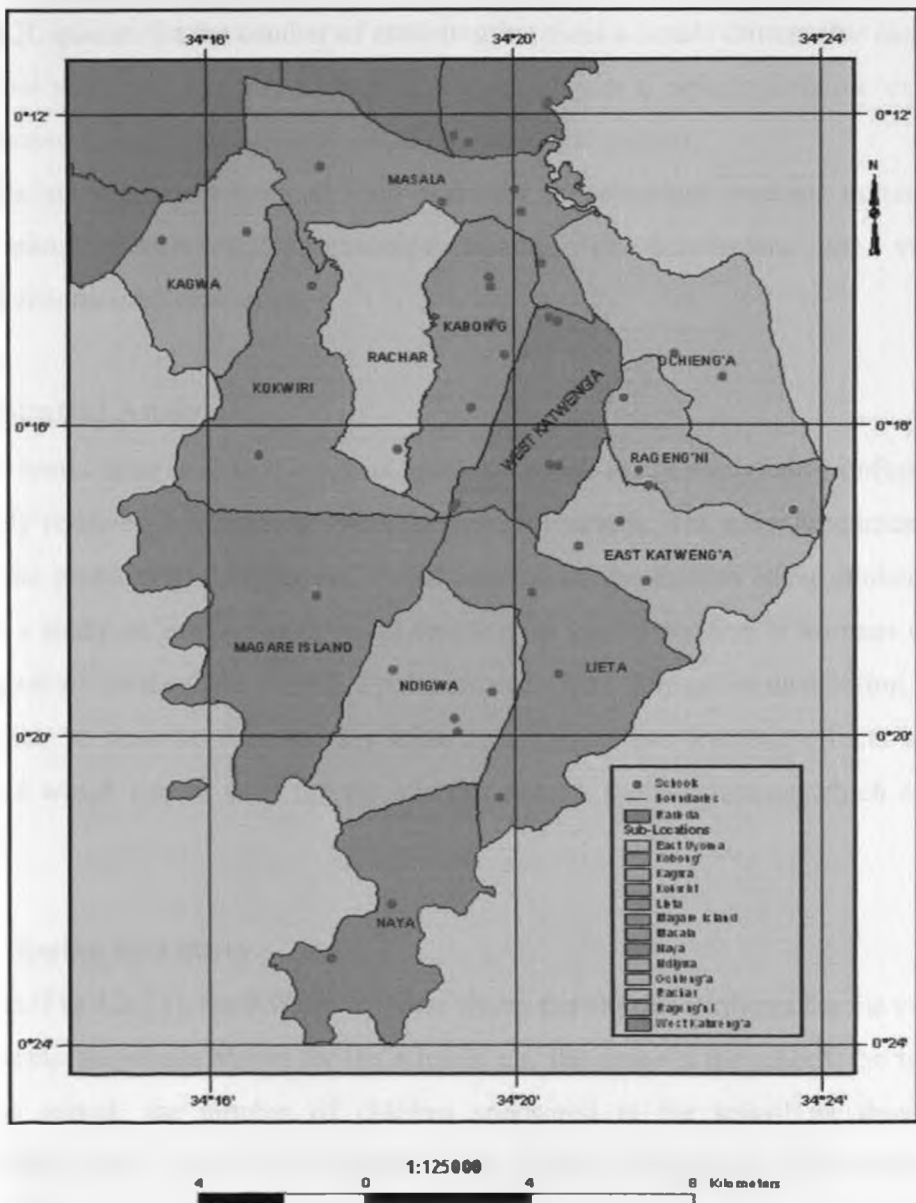 34°16' 34°20' 34°24'
0°12' 0°12'
N
MASALA
KAGWA
KABONG'
RACHAR
OCHIENG'A
KOKWIRI
WEST KATWENG'A
0°16' 0°16'
RAGENG'NI
EAST KATWENG'A
MAGARE ISLAND
LIETA
NDIGWA
0°20' 0°20'
Schools
Boundaries
Sub-Locations
East Uyoma
Kobong'
Kagwa
Kokwiri
Lieta
Magare Island
Masala
Naya
Ndigwa
Ochieng'a
Rachar
Rageng'ni
West Katweng'a
NAYA
0°24' 0°24'
34°16' 34°20' 34°24'
1:125000
4 0 4 8 Kilometers